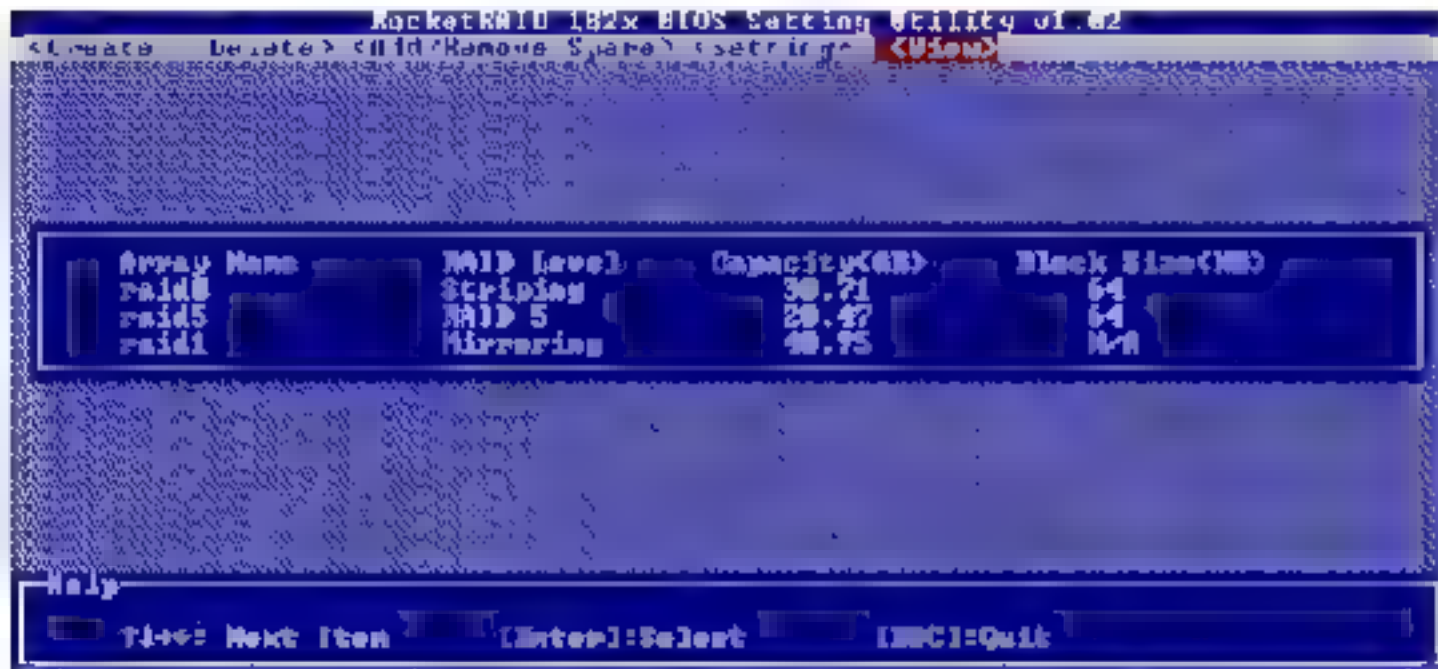 RocketRAID 182x BIOS Setting Utility v1.02
<Create> <Delete> <Add/Remove Spare> <Settings> <View>
Array Name RAID Level Capacity(GB) Block Size(KB)
raid0 Striping 30.71 64
raid5 RAID 5 20.47 64
raid1 Mirroring 40.95 N/A
Help
Next Item [Enter]:Select [ESC]:Quit